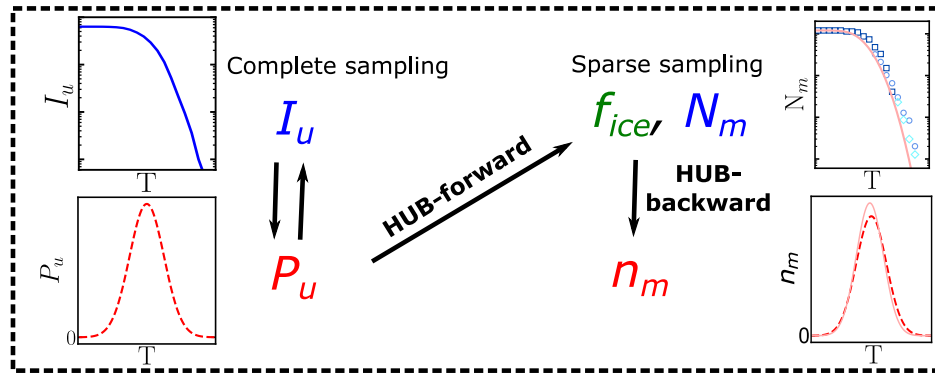 I_u
T
Complete sampling
Sparse sampling
N_m
T
I_u
f_ice, N_m
HUB-forward
HUB-
backward
P_u
0
T
P_u
n_m
n_m
0
T